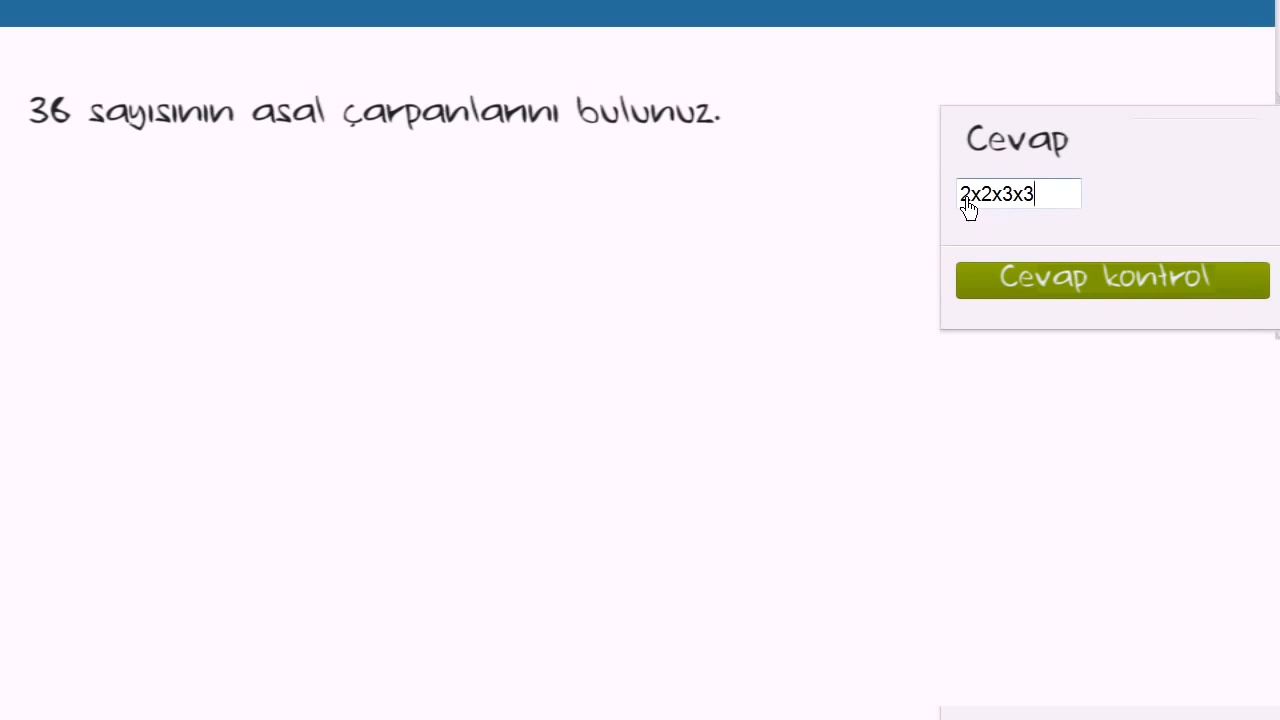 36 sayısının asal çarpanlarını bulunuz.
Cevap
2x2x3x3
Cevap kontrol